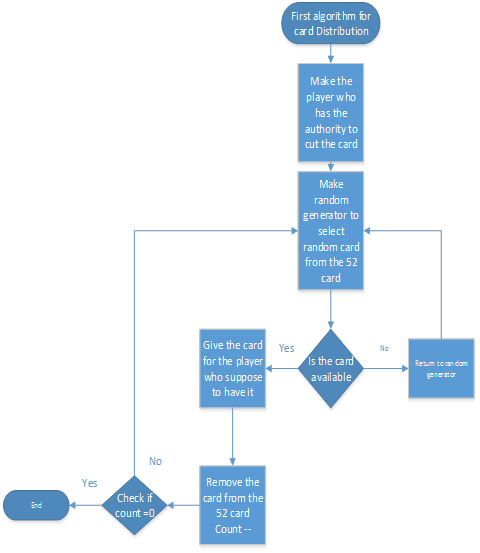 First algorithm for
card Distribution
Make the
player who
has the
authority to
cut the card
Make
random
generator to
select
random card
from the 52
card
Is the card
available
Yes
No
Return to random
generator
Give the card
for the player
who suppose
to have it
Remove the
card from the
52 card
Count --
Check if
count =0
No
Yes
End